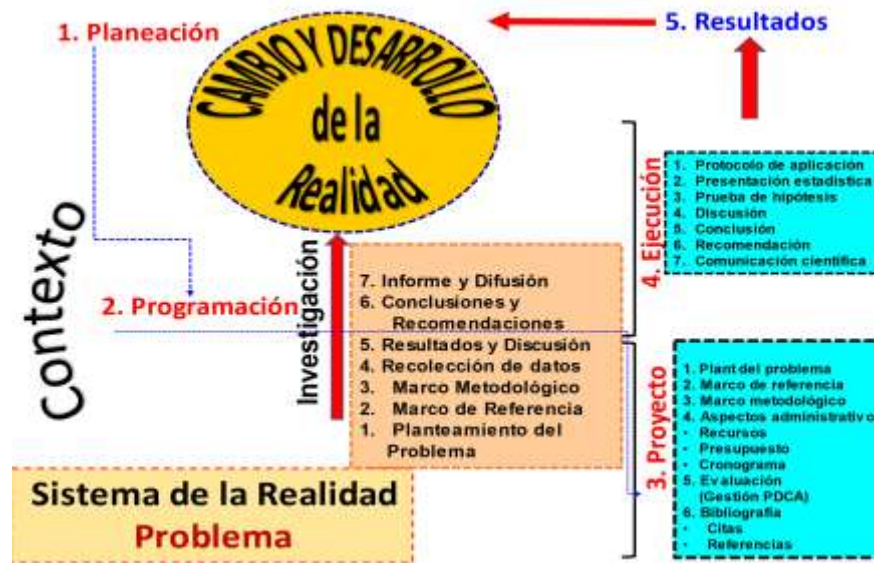 1. Planeación
CAMBIO Y DESARROLLO
de la
Realidad
5. Resultados
Contexto
2. Programación
Investigación
7. Informe y Difusión
6. Conclusiones y
Recomendaciones
5. Resultados y Discusión
4. Recolección de datos
3. Marco Metodológico
2. Marco de Referencia
1. Planteamiento del
Problema
4. Ejecución
1. Protocolo de aplicación
2. Presentación estadística
3. Prueba de hipótesis
4. Discusión
5. Conclusión
6. Recomendación
7. Comunicación científica
3. Proyecto
1. Plant del problema
2. Marco de referencia
3. Marco metodológico
4. Aspectos administrativo
• Recursos
• Presupuesto
• Cronograma
5. Evaluación
(Gestión PDCA)
6. Bibliografía
• Citas
• Referencias
Sistema de la Realidad
Problema